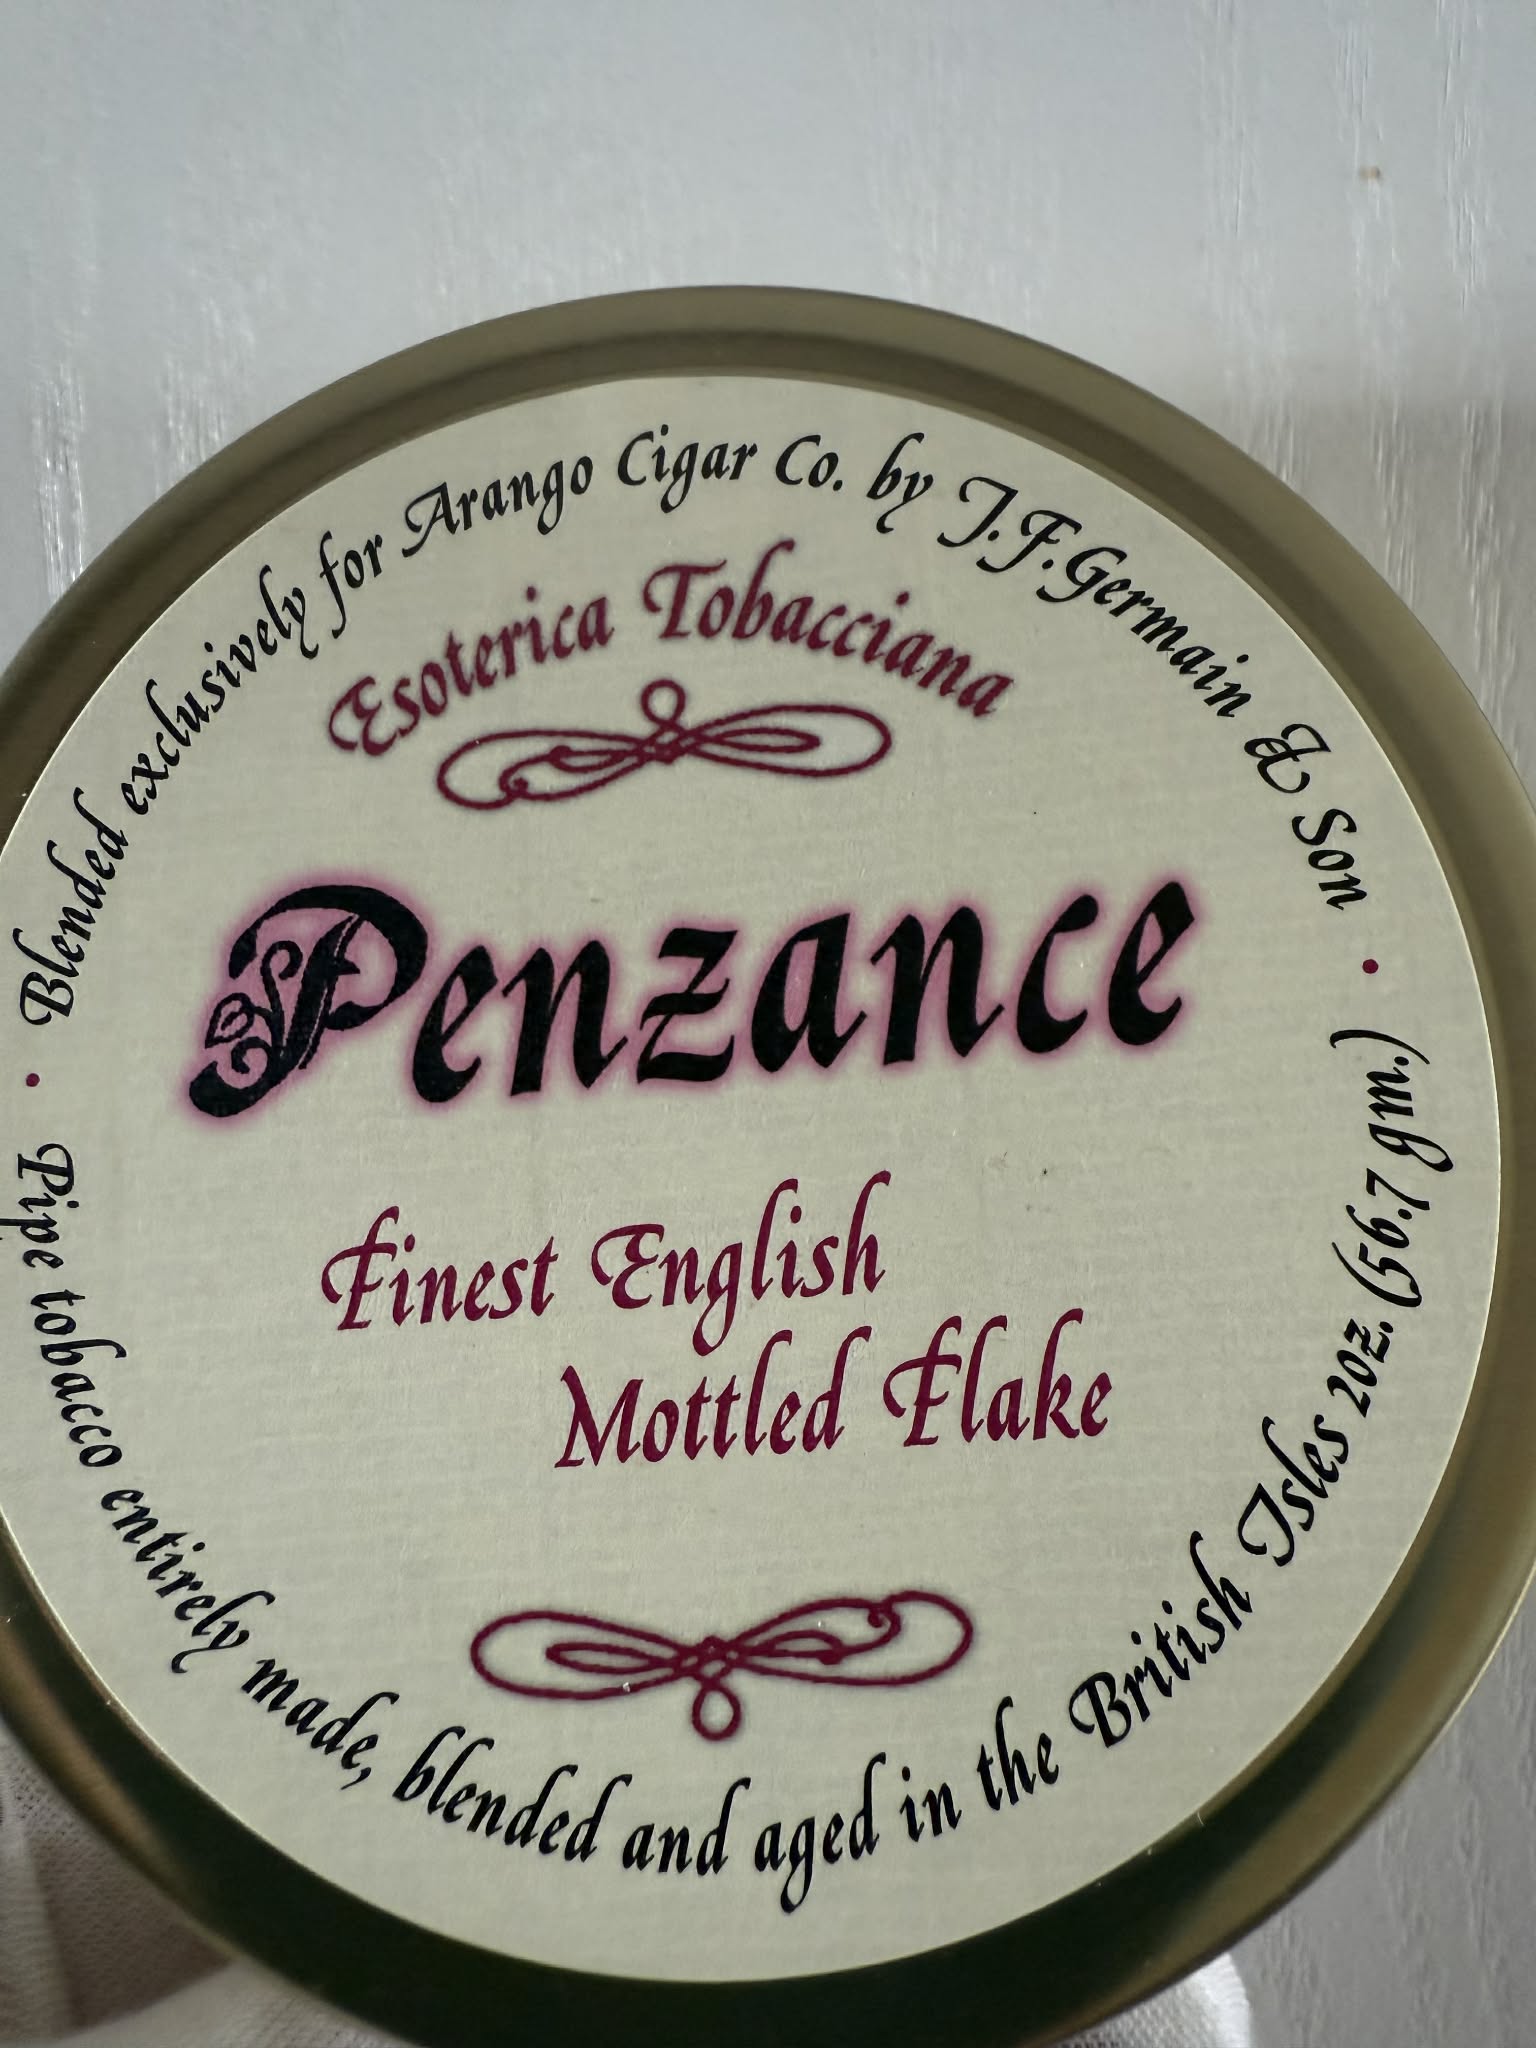 Blended exclusively for Arango Cigar Co. by J.F.Germain & Son
Esoterica Tobacciana
Penzance
Finest English
Mottled Flake
Pipe tobacco entirely made, blended and aged in the British Isles 2oz. (56.7 gm.)